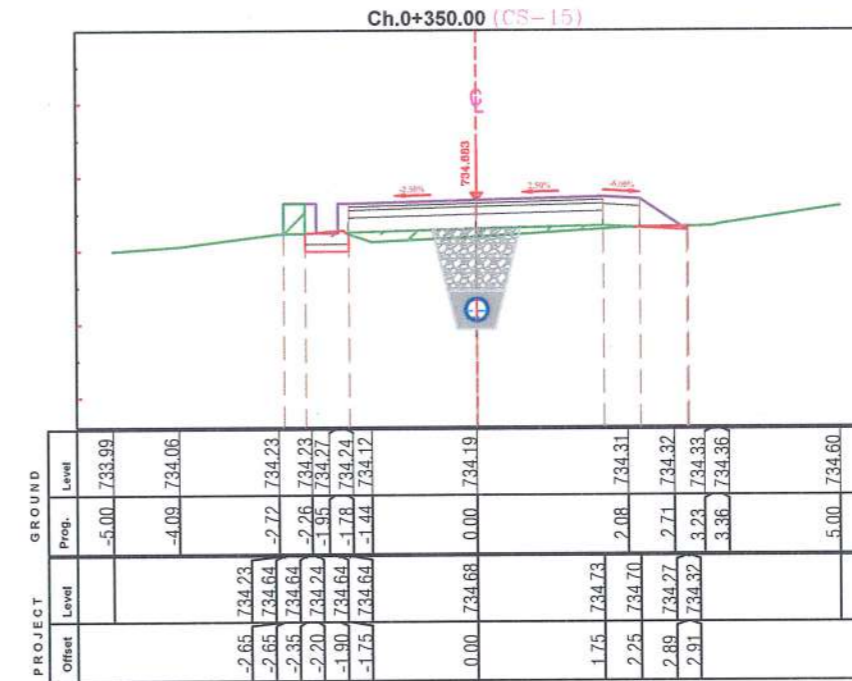 Ch.0+350.00 (CS-15)
734.683
-2.50%
2.50%
-4.00%
GROUND
Level
733.99 734.06 734.23 734.23 734.27 734.24 734.12 734.19 734.31 734.32 734.33 734.36 734.60
Prog.
-5.00 -4.09 -2.72 -2.26 -1.95 -1.78 -1.44 0.00 2.08 2.71 3.23 3.36 5.00
PROJECT
Level
734.23 734.64 734.64 734.24 734.64 734.64 734.68 734.73 734.70 734.27 734.32
Offset
-2.65 -2.65 -2.35 -2.20 -1.90 -1.75 0.00 1.75 2.25 2.89 2.91